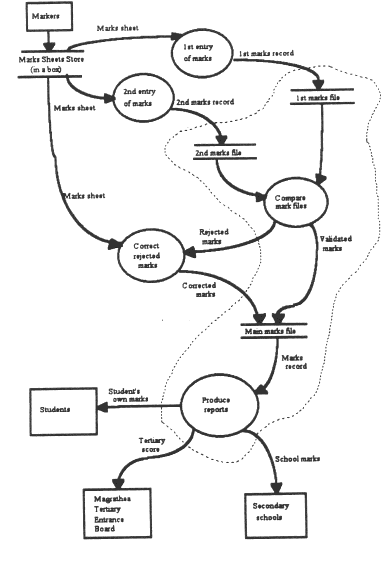 Markers
Marks sheet
1st entry
of marks
1st marks record
Marks Sheets Store
(in a box)
2nd entry
of marks
2nd marks record
1st marks file
Marks sheet
2nd marks file
Compare
mark files
Marks sheet
Rejected
marks
Validated
marks
Correct
rejected
marks
Corrected
marks
Main marks file
Marks
record
Student's
own marks
Produce
reports
Students
Tertiary
score
School marks
Magrathea
Tertiary
Entrance
Board
Secondary
schools